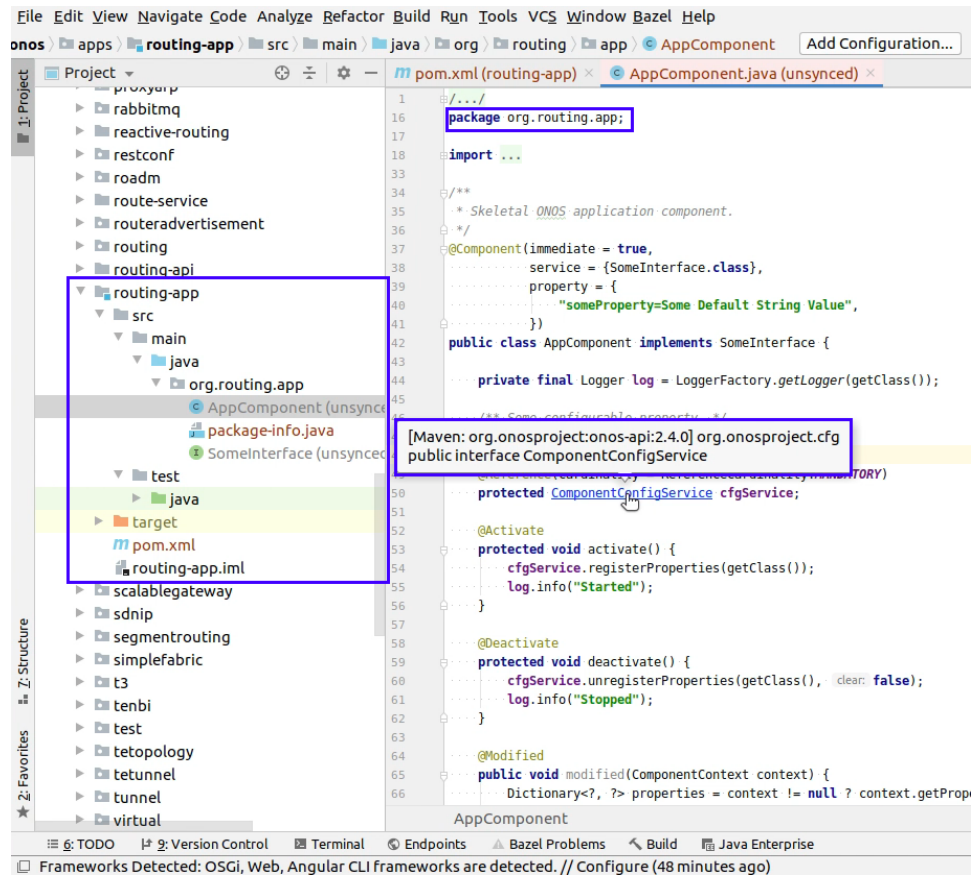 File Edit View Navigate Code Analyze Refactor Build Run Tools VCS Window Bazel Help
onos apps routing-app src main java org routing app AppComponent Add Configuration...
1: Project
Project
pom.xml (routing-app) AppComponent.java (unsynced)
proxyarp
rabbitmq
reactive-routing
restconf
roadm
route-service
routeradvertisement
routing
routing-api
routing-app
src
main
java
org.routing.app
AppComponent (unsynce
package-info.java
SomeInterface (unsynced
test
java
target
pom.xml
routing-app.iml
scalablegateway
sdnip
segmentrouting
simplefabric
t3
tenbi
test
tetopology
tetunnel
tunnel
virtual
7: Structure
2: Favorites
1 /.../
16 package org.routing.app;
17
18 import ...
33
34 /**
35 * Skeletal ONOS application component.
36 */
37 @Component(immediate = true,
38 service = {SomeInterface.class},
39 property = {
40 "someProperty=Some Default String Value",
41 })
42 public class AppComponent implements SomeInterface {
43
44 private final Logger log = LoggerFactory.getLogger(getClass());
45
46 /** Some configurable property. */
[Maven: org.onosproject:onos-api:2.4.0] org.onosproject.cfg
public interface ComponentConfigService
@Reference(cardinality = ReferenceCardinality.MANDATORY)
50 protected ComponentConfigService cfgService;
51
52 @Activate
53 protected void activate() {
54 cfgService.registerProperties(getClass());
55 log.info("Started");
56 }
57
58 @Deactivate
59 protected void deactivate() {
60 cfgService.unregisterProperties(getClass(), clear: false);
61 log.info("Stopped");
62 }
63
64 @Modified
65 public void modified(ComponentContext context) {
66 Dictionary<?, ?> properties = context != null ? context.getPrope
AppComponent
6: TODO 9: Version Control Terminal Endpoints Bazel Problems Build Java Enterprise
Frameworks Detected: OSGi, Web, Angular CLI frameworks are detected. // Configure (48 minutes ago)